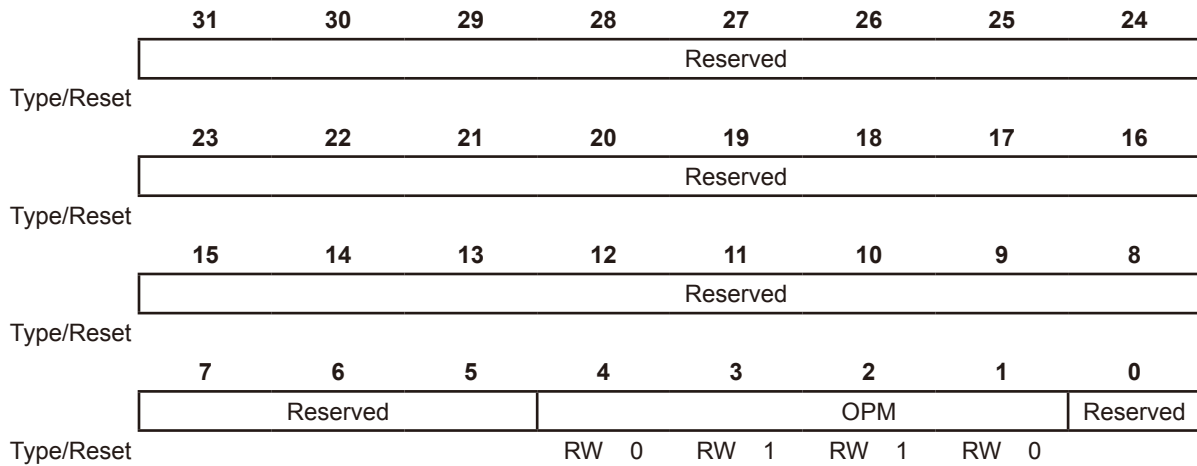 31 30 29 28 27 26 25 24
Reserved
Type/Reset
23 22 21 20 19 18 17 16
Reserved
Type/Reset
15 14 13 12 11 10 9 8
Reserved
Type/Reset
7 6 5 4 3 2 1 0
Reserved OPM Reserved
Type/Reset RW 0 RW 1 RW 1 RW 0